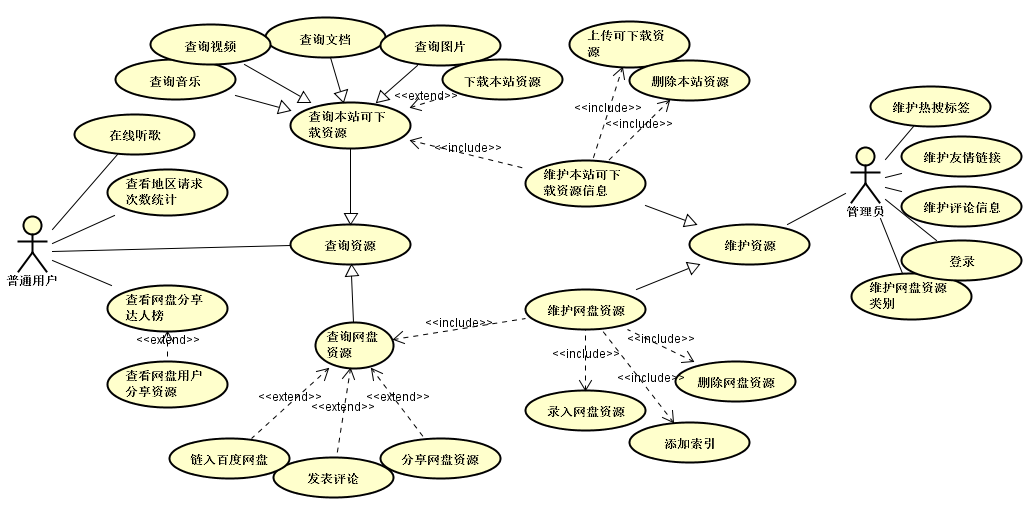 查询视频
查询文档
查询图片
查询音乐
下载本站资源
<<extend>>
查询本站可下
载资源
上传可下载资
源
删除本站资源
<<include>>
<<include>>
<<include>>
维护本站可下
载资源信息
在线听歌
查看地区请求
次数统计
普通用户
查询资源
维护资源
维护热搜标签
维护友情链接
管理员
维护评论信息
登录
维护网盘资源
类别
查看网盘分享
达人榜
<<extend>>
查看网盘用户
分享资源
查询网盘
资源
<<include>>
维护网盘资源
<<include>>
<<include>>
<<include>>
删除网盘资源
录入网盘资源
添加索引
<<extend>>
<<extend>>
<<extend>>
链入百度网盘
发表评论
分享网盘资源